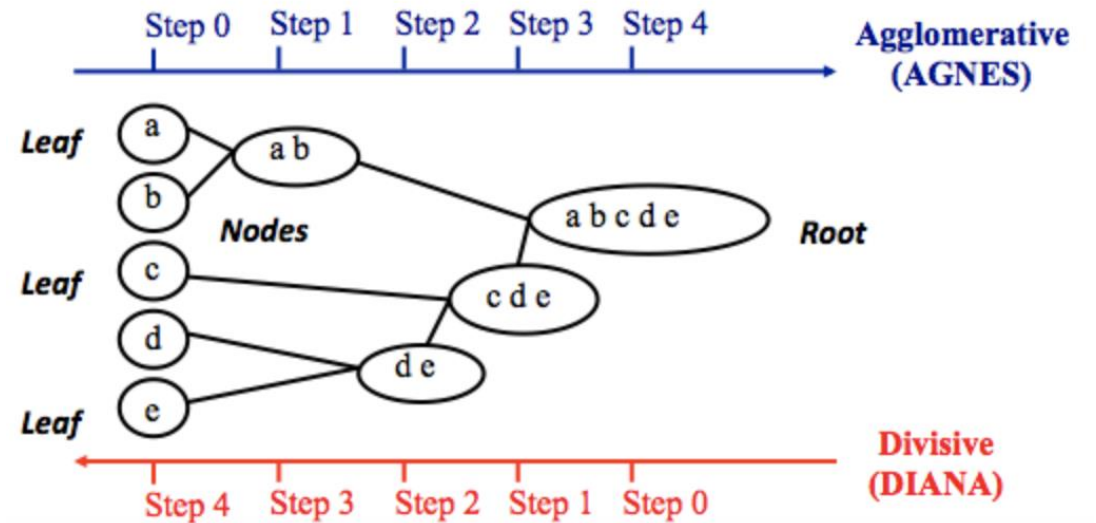 Step 0 Step 1 Step 2 Step 3 Step 4
Agglomerative
(AGNES)
Leaf
a
a b
b
Nodes
a b c d e
Root
Leaf
c
c d e
d
d e
Leaf
e
Divisive
(DIANA)
Step 4 Step 3 Step 2 Step 1 Step 0